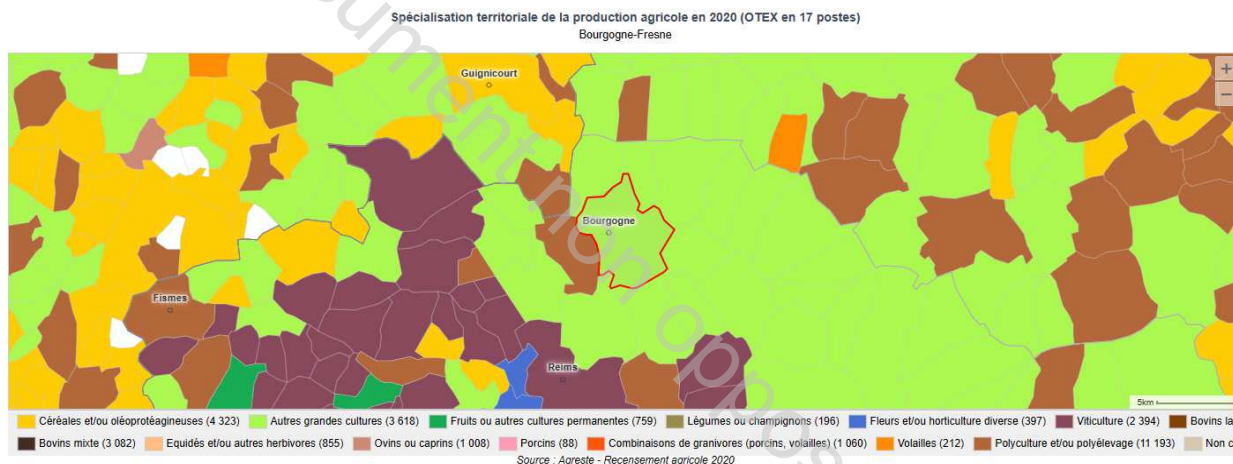 Spécialisation territoriale de la production agricole en 2020 (OTEX en 17 postes)
Bourgogne-Fresne
Guignicourt
+
−
Bourgogne
Fismes
Reims
5km
Céréales et/ou oléoprotéagineuses (4 323) Autres grandes cultures (3 618) Fruits ou autres cultures permanentes (759) Légumes ou champignons (196) Fleurs et/ou horticulture diverse (397) Viticulture (2 394) Bovins la
Bovins mixte (3 082) Equidés et/ou autres herbivores (855) Ovins ou caprins (1 008) Porcins (88) Combinaisons de granivores (porcins, volailles) (1 060) Volailles (212) Polyculture et/ou polyélevage (11 193) Non c
Source : Agreste - Recensement agricole 2020
ument non oppos